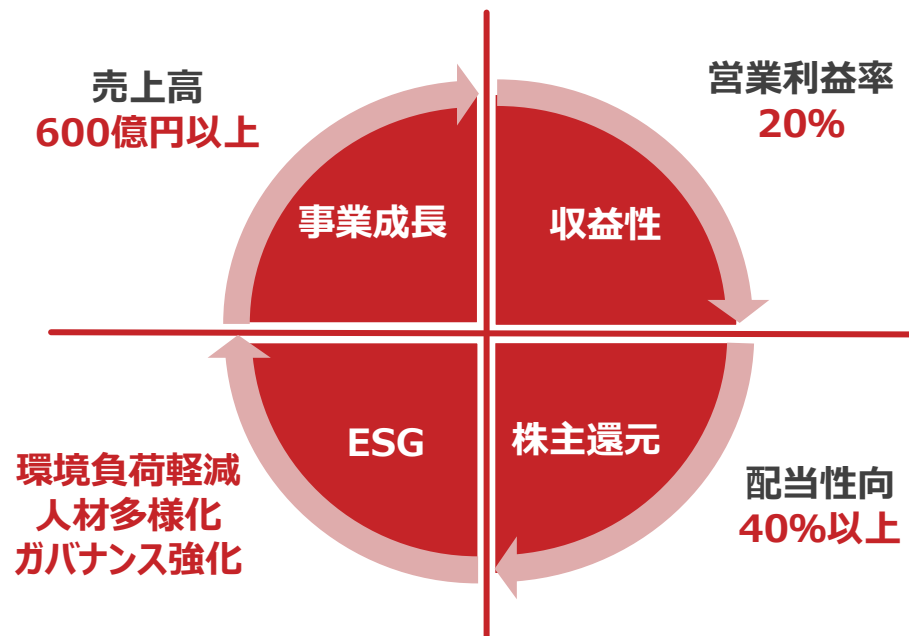 売上高
600億円以上
営業利益率
20%
事業成長
収益性
ESG
株主還元
環境負荷軽減
人材多様化
ガバナンス強化
配当性向
40%以上